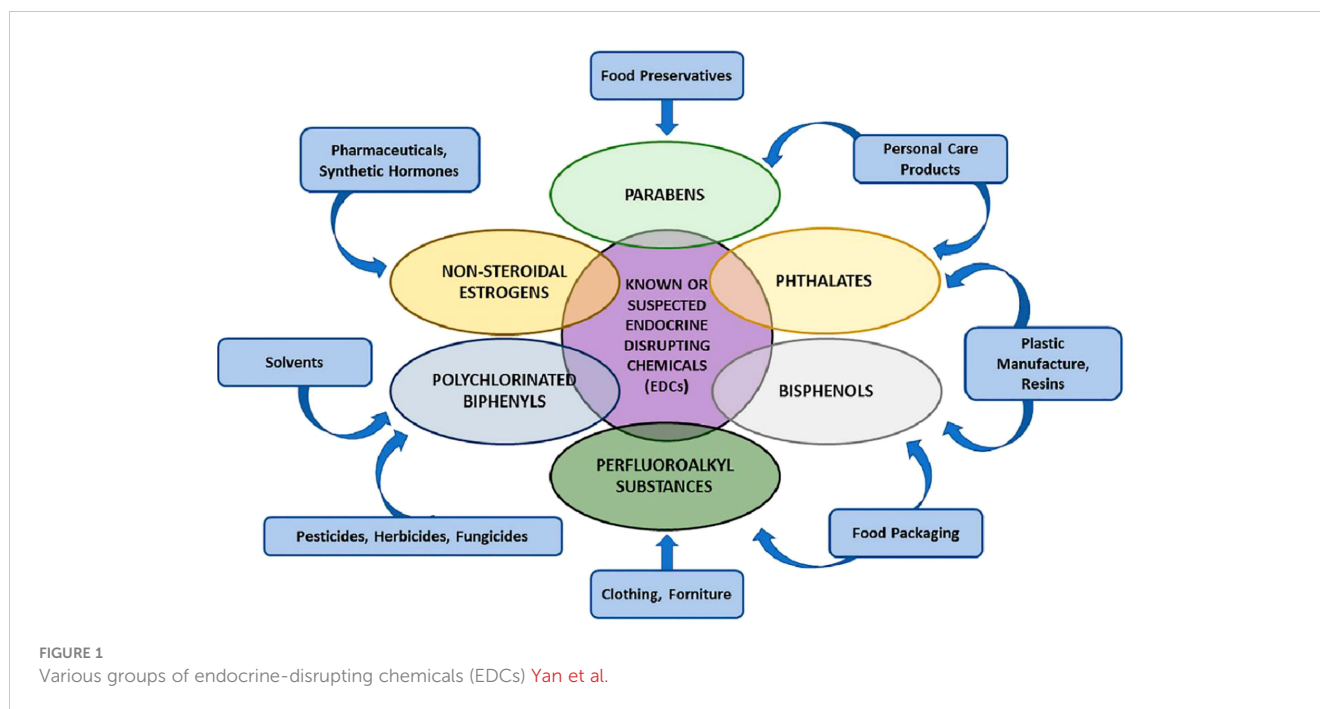 Food Preservatives
Pharmaceuticals,
Synthetic Hormones
Personal Care
Products
PARABENS
NON-STEROIDAL
ESTROGENS
KNOWN OR
SUSPECTED
ENDOCRINE
DISRUPTING
CHEMICALS
(EDCs)
PHTHALATES
Solvents
POLYCHLORINATED
BIPHENYLS
BISPHENOLS
Plastic
Manufacture,
Resins
PERFLUOROALKYL
SUBSTANCES
Pesticides, Herbicides, Fungicides
Food Packaging
Clothing, Forniture
FIGURE 1
Various groups of endocrine-disrupting chemicals (EDCs) Yan et al.